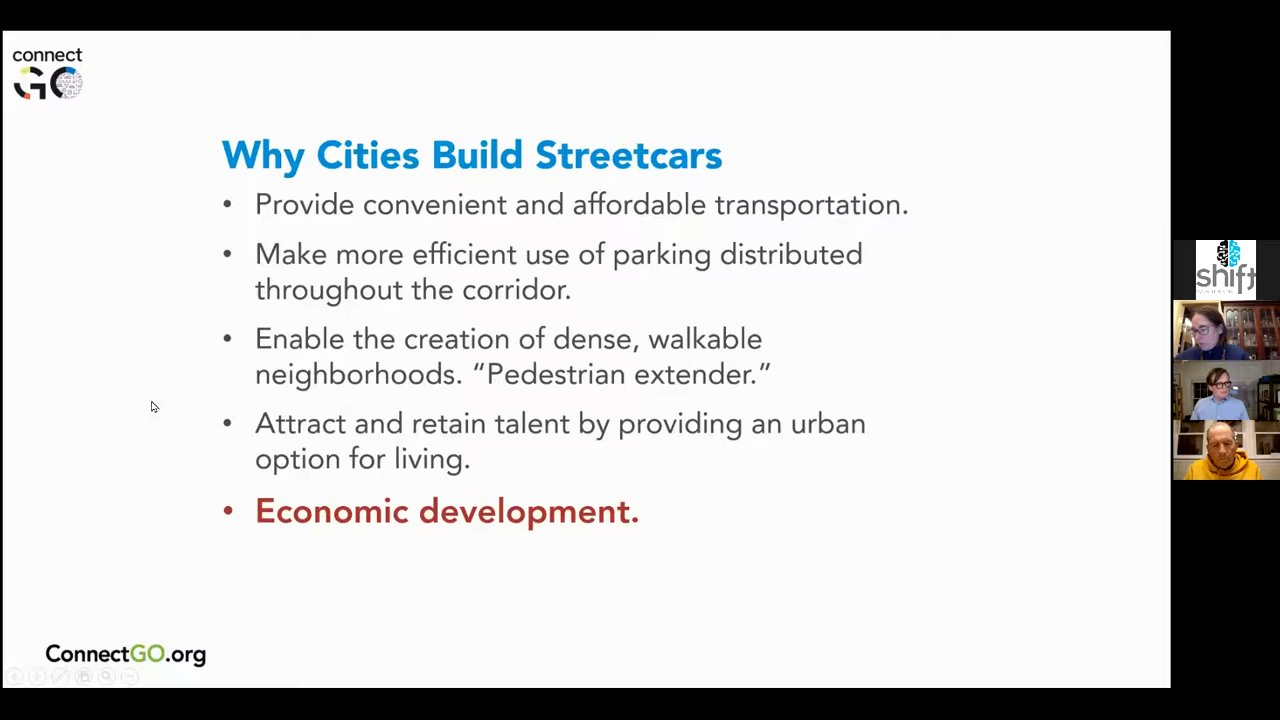 connect
GO
Why Cities Build Streetcars
• Provide convenient and affordable transportation.
• Make more efficient use of parking distributed
throughout the corridor.
• Enable the creation of dense, walkable
neighborhoods. “Pedestrian extender.”
• Attract and retain talent by providing an urban
option for living.
• Economic development.
ConnectGO.org
shift